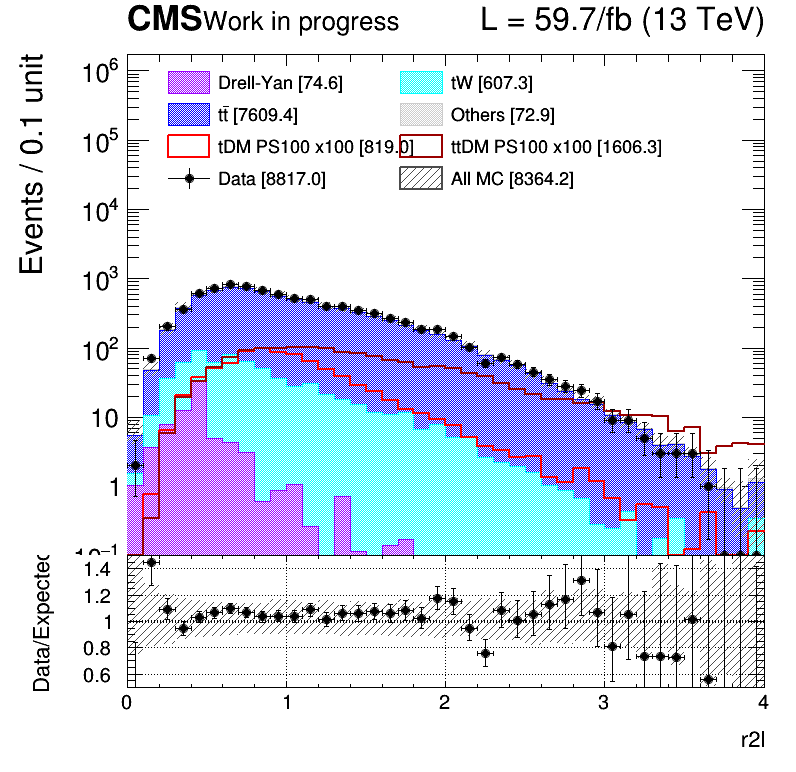 CMS Work in progress L = 59.7/fb (13 TeV)
Events / 0.1 unit
Drell-Yan [74.6] tW [607.3]
tt̄ [7609.4] Others [72.9]
tDM PS100 x100 [819.0] ttDM PS100 x100 [1606.3]
Data [8817.0] All MC [8364.2]
10⁶
10⁵
10⁴
10³
10²
10
1
10⁻¹
Data/Expected
1.4
1.2
1
0.8
0.6
0 1 2 3 4
r2l